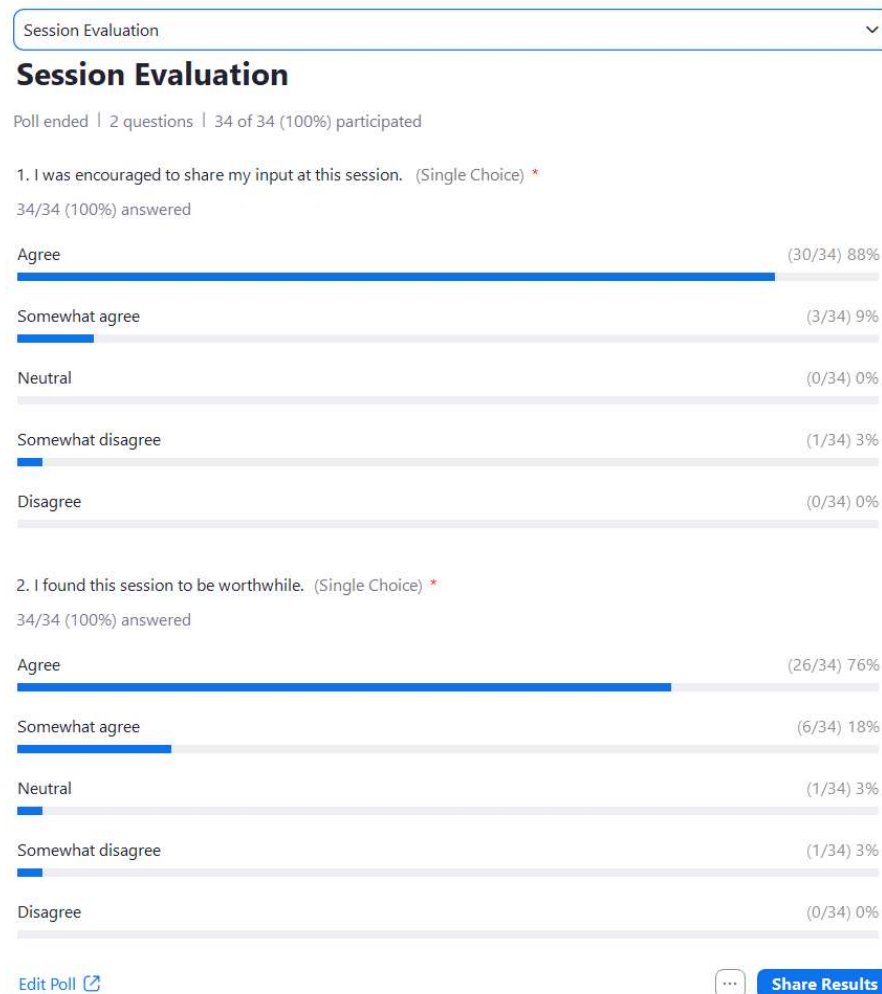 Session Evaluation
Session Evaluation
Poll ended | 2 questions | 34 of 34 (100%) participated
1. I was encouraged to share my input at this session. (Single Choice) *
34/34 (100%) answered
Agree (30/34) 88%
Somewhat agree (3/34) 9%
Neutral (0/34) 0%
Somewhat disagree (1/34) 3%
Disagree (0/34) 0%
2. I found this session to be worthwhile. (Single Choice) *
34/34 (100%) answered
Agree (26/34) 76%
Somewhat agree (6/34) 18%
Neutral (1/34) 3%
Somewhat disagree (1/34) 3%
Disagree (0/34) 0%
Edit Poll ... Share Results